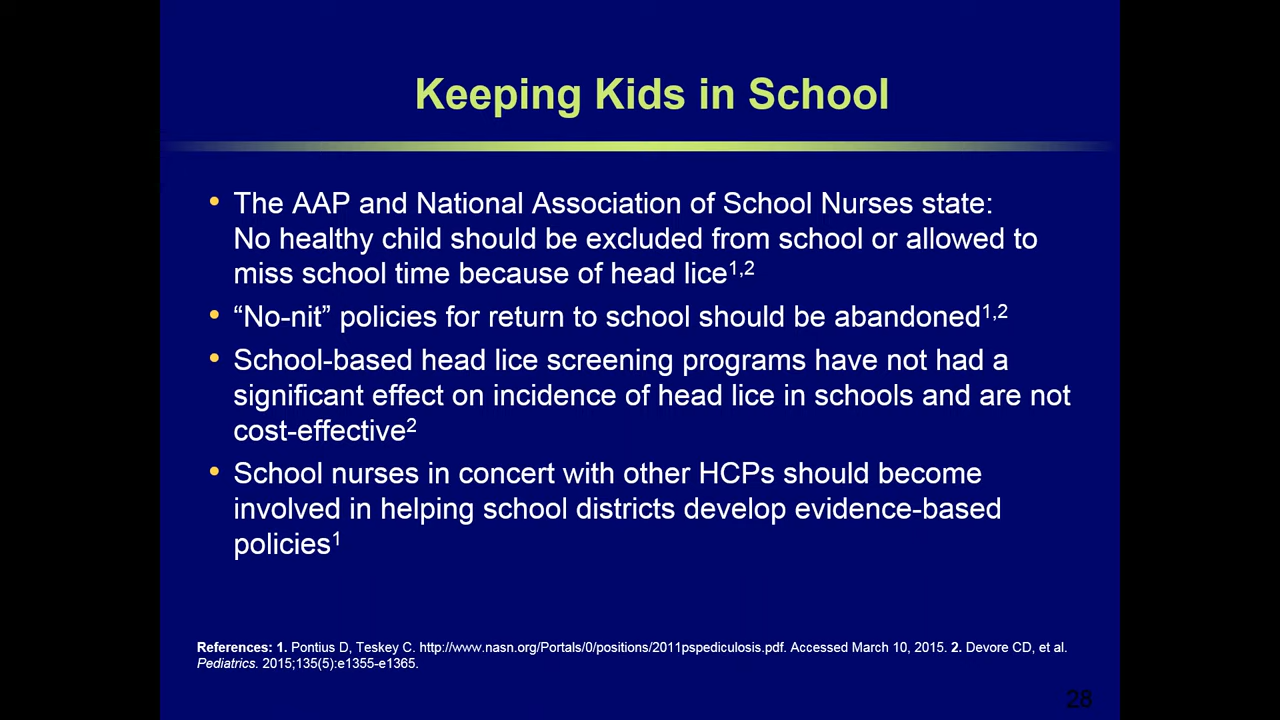 Keeping Kids in School
• The AAP and National Association of School Nurses state:
No healthy child should be excluded from school or allowed to
miss school time because of head lice1,2
• “No-nit” policies for return to school should be abandoned1,2
• School-based head lice screening programs have not had a
significant effect on incidence of head lice in schools and are not
cost-effective2
• School nurses in concert with other HCPs should become
involved in helping school districts develop evidence-based
policies1
References: 1. Pontius D, Teskey C. http://www.nasn.org/Portals/0/positions/2011pspediculosis.pdf. Accessed March 10, 2015. 2. Devore CD, et al.
Pediatrics. 2015;135(5):e1355-e1365.
28